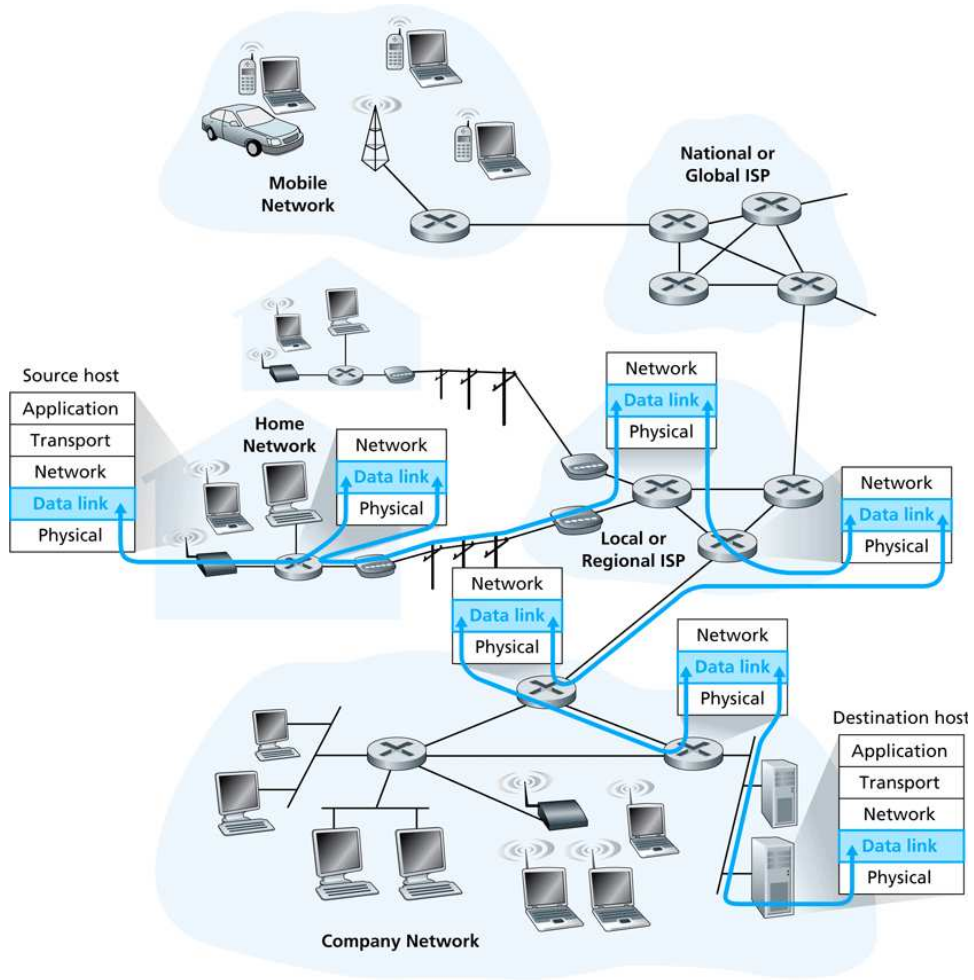 Mobile
Network
National or
Global ISP
Source host
Application
Transport
Network
Data link
Physical
Home
Network
Network
Data link
Physical
Network
Data link
Physical
Local or
Regional ISP
Network
Data link
Physical
Network
Data link
Physical
Network
Data link
Physical
Destination host
Application
Transport
Network
Data link
Physical
Company Network